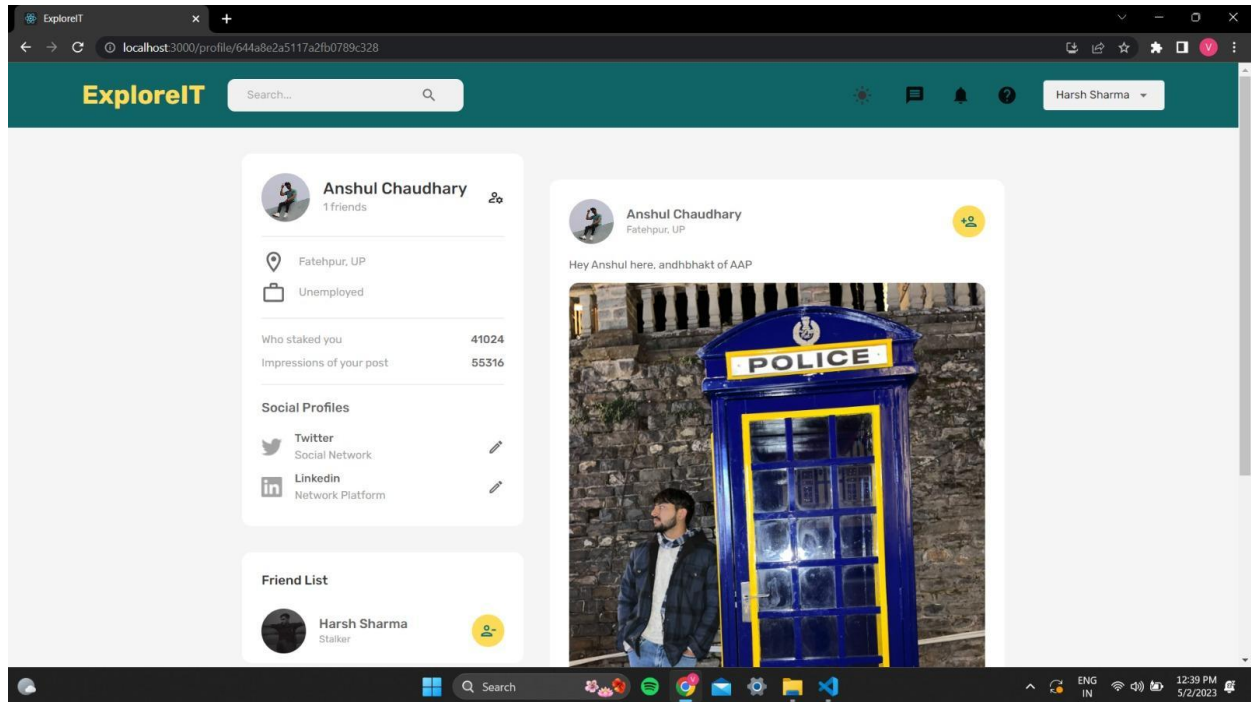 ExploreIT
localhost:3000/profile/644a8e2a5117a2fb0789c328
V
ExploreIT
Search...
Harsh Sharma
Anshul Chaudhary
1 friends
Fatehpur, UP
Unemployed
Who staked you 41024
Impressions of your post 55316
Social Profiles
Twitter
Social Network
Linkedin
Network Platform
Friend List
Harsh Sharma
Stalker
Anshul Chaudhary
Fatehpur, UP
Hey Anshul here, andhbhakt of AAP
POLICE
Search
ENG
IN
12:39 PM
5/2/2023